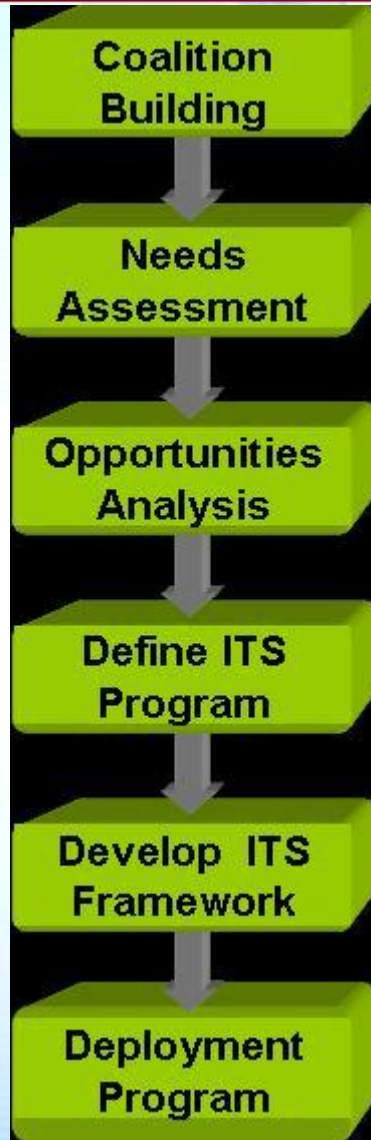 Coalition
Building
Needs
Assessment
Opportunities
Analysis
Define ITS
Program
Develop ITS
Framework
Deployment
Program